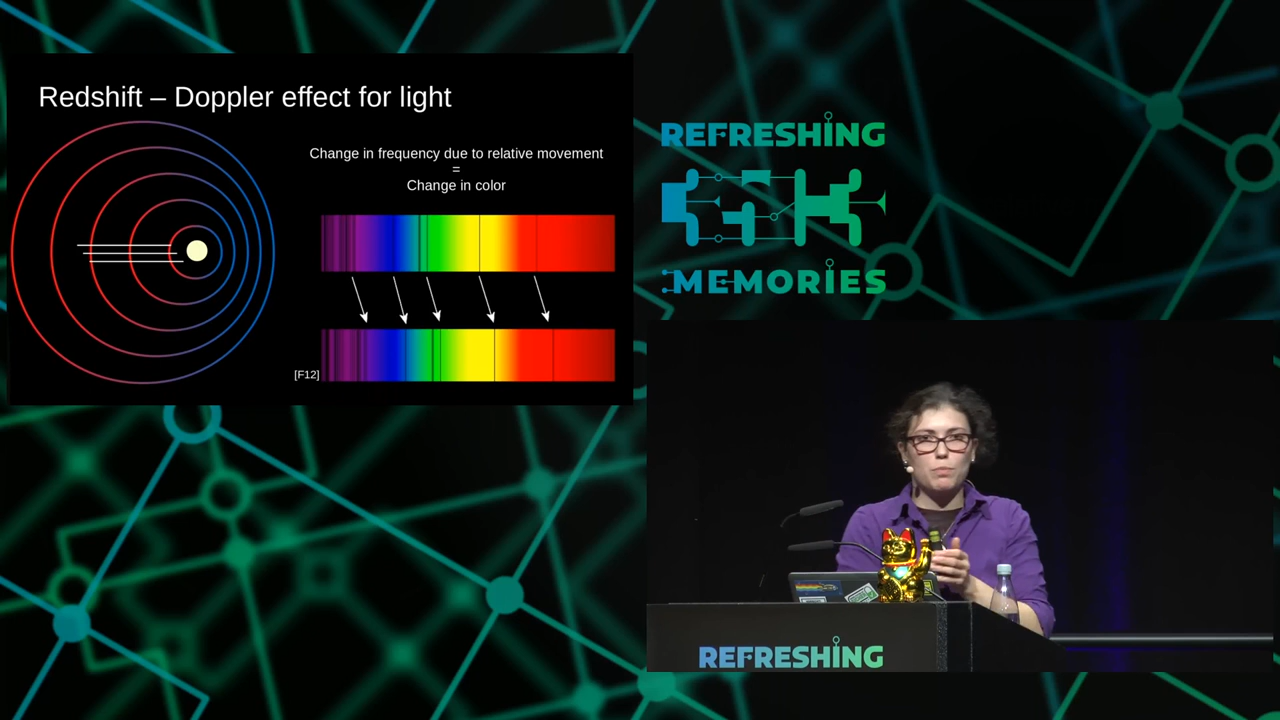 Redshift – Doppler effect for light
Change in frequency due to relative movement
=
Change in color
[F12]
REFRESHING
MEMORIES
REFRESHING